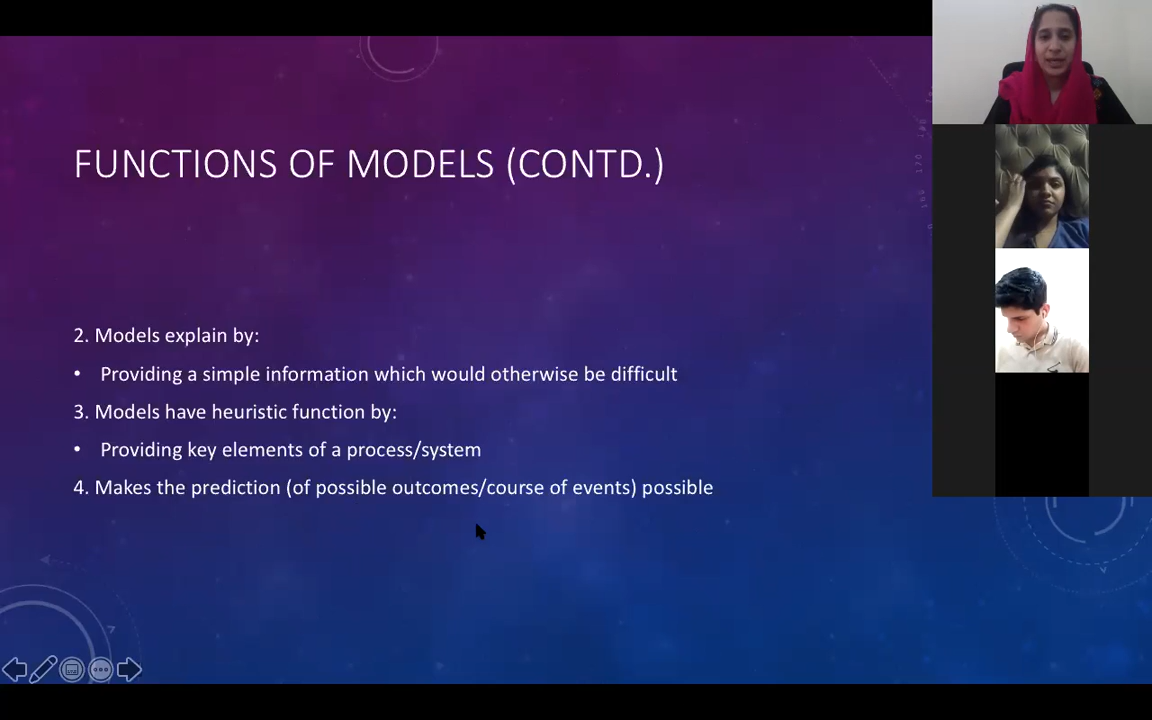 FUNCTIONS OF MODELS (CONTD.)
2. Models explain by:
• Providing a simple information which would otherwise be difficult
3. Models have heuristic function by:
• Providing key elements of a process/system
4. Makes the prediction (of possible outcomes/course of events) possible
170